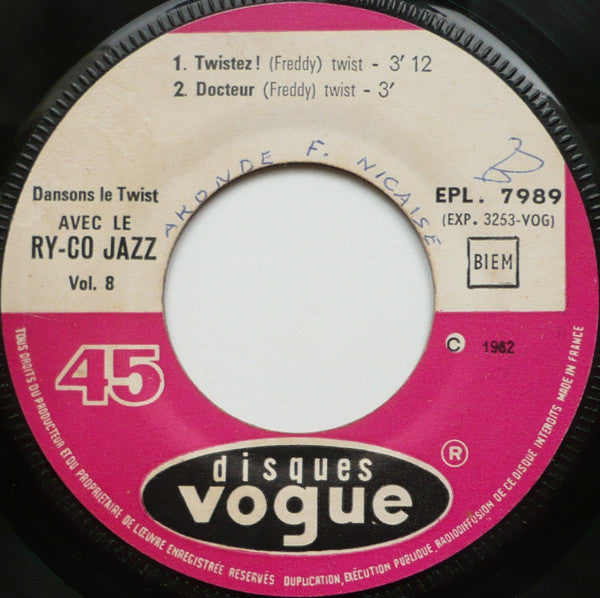 1. Twistez! (Freddy) twist - 3' 12
2. Docteur (Freddy) twist - 3'
AKONDE F. NICAISE
Dansons le Twist
AVEC LE
RY-CO JAZZ
Vol. 8
EPL. 7989
(EXP. 3253-VOG)
BIEM
45
© 1962
disques
vogue
®
TOUS DROITS DU PRODUCTEUR ET DU PROPRIETAIRE DE L'ŒUVRE ENREGISTRÉE RESERVÉS DUPLICATION, EXÉCUTION PUBLIQUE, RADIODIFFUSION DE CE DISQUE INTERDITS MADE IN FRANCE